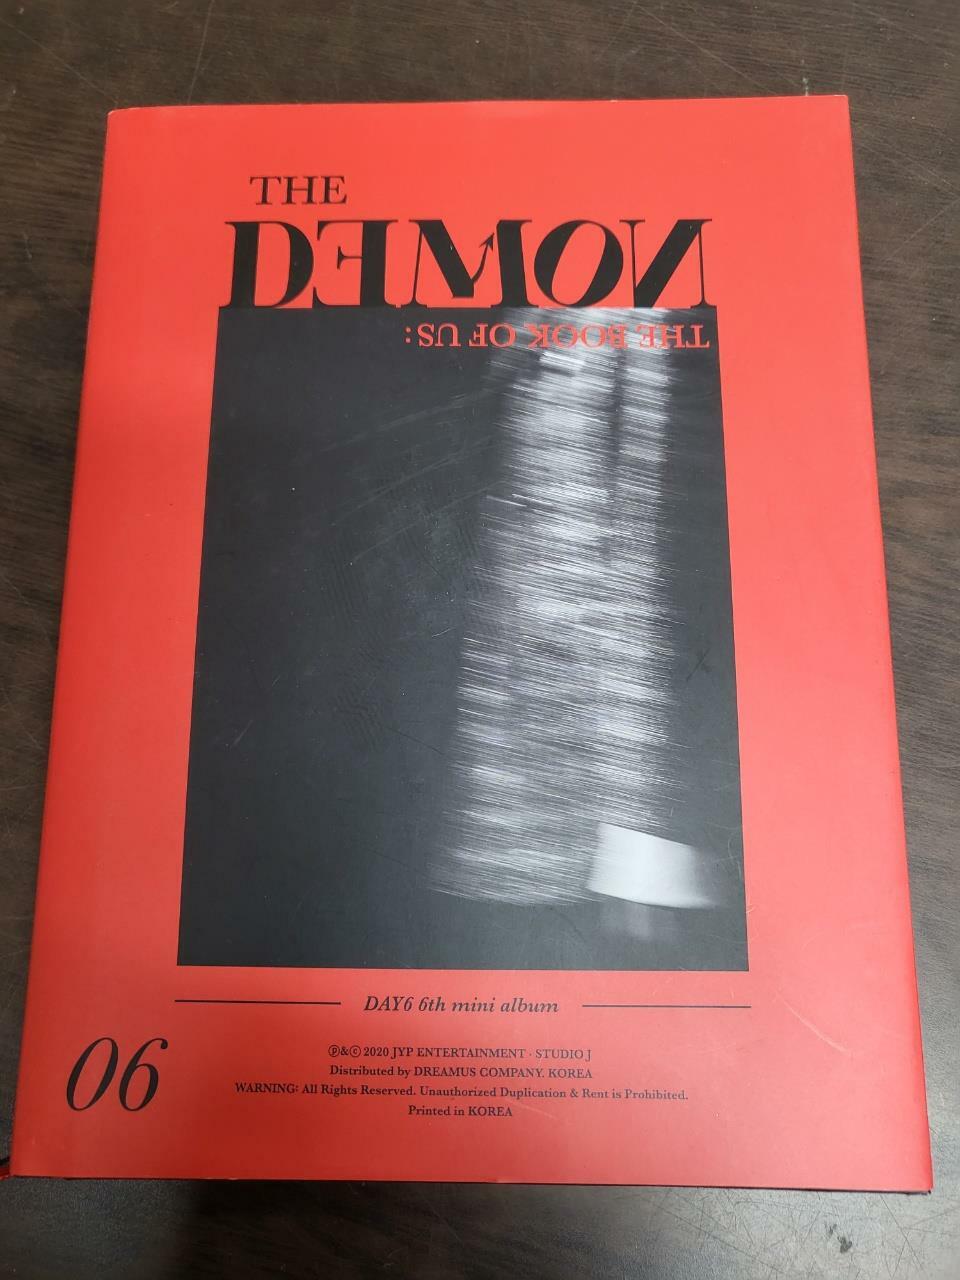 THE
DEMON
THE BOOK OF US:
DAY6 6th mini album
06
Ⓟ&ⓒ 2020 JYP ENTERTAINMENT · STUDIO J
Distributed by DREAMUS COMPANY. KOREA
WARNING: All Rights Reserved. Unauthorized Duplication & Rent is Prohibited.
Printed in KOREA